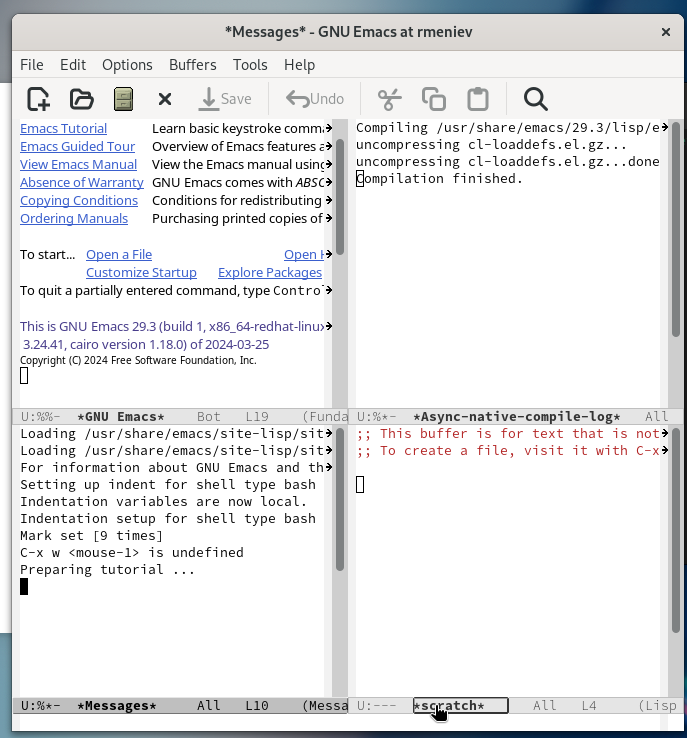 *Messages* - GNU Emacs at rmeniev
File Edit Options Buffers Tools Help
Save Undo
Emacs Tutorial Learn basic keystroke comma
Emacs Guided Tour Overview of Emacs features a
View Emacs Manual View the Emacs manual using
Absence of Warranty GNU Emacs comes with ABSO
Copying Conditions Conditions for redistributing
Ordering Manuals Purchasing printed copies of
To start... Open a File Open H
Customize Startup Explore Packages
To quit a partially entered command, type Contro
This is GNU Emacs 29.3 (build 1, x86_64-redhat-linux
3.24.41, cairo version 1.18.0) of 2024-03-25
Copyright (C) 2024 Free Software Foundation, Inc.
U:%%- *GNU Emacs* Bot L19 (Funda
Compiling /usr/share/emacs/29.3/lisp/e
uncompressing cl-loaddefs.el.gz...
uncompressing cl-loaddefs.el.gz...done
Compilation finished.
U:%*- *Async-native-compile-log* All
Loading /usr/share/emacs/site-lisp/sit
Loading /usr/share/emacs/site-lisp/sit
For information about GNU Emacs and th
Setting up indent for shell type bash
Indentation variables are now local.
Indentation setup for shell type bash
Mark set [9 times]
C-x w <mouse-1> is undefined
Preparing tutorial ...
U:%*- *Messages* All L10 (Messa
;; This buffer is for text that is not
;; To create a file, visit it with C-x
U:--- *scratch* All L4 (Lisp